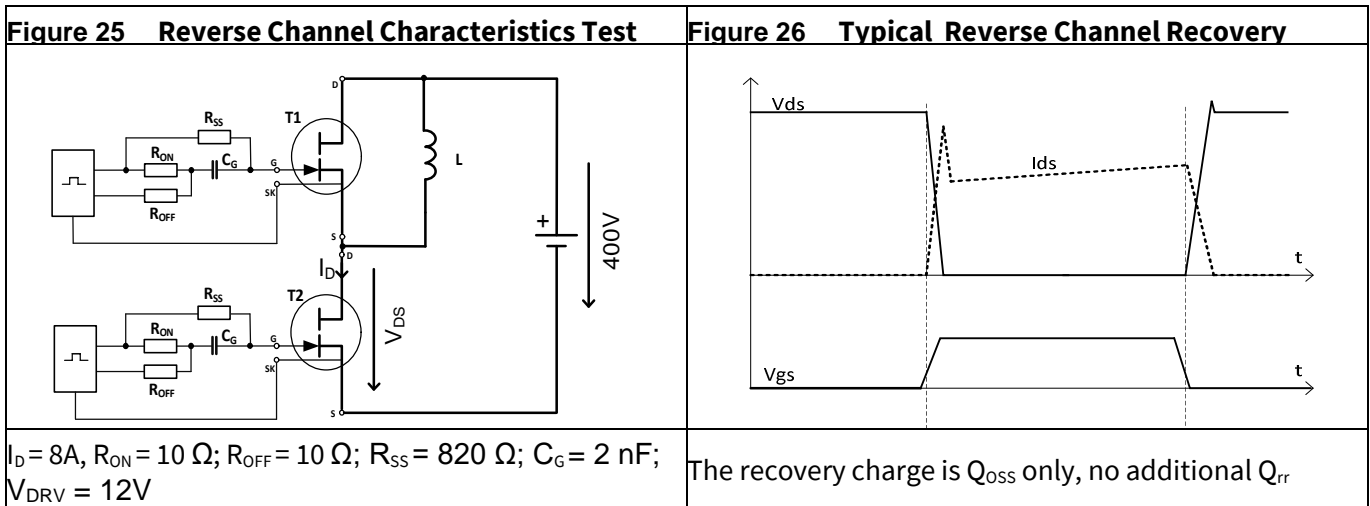 Figure 25 Reverse Channel Characteristics Test
Figure 26 Typical Reverse Channel Recovery
D
RSS
T1
RON
CG
G
L
SK
ROFF
S
D
ID
RSS
T2
RON
CG
G
SK
ROFF
S
VDS
+
400V
Vds
Ids
t
Vgs
t
ID = 8A, RON = 10 Ω; ROFF = 10 Ω; RSS = 820 Ω; CG = 2 nF;
VDRV = 12V
The recovery charge is Qoss only, no additional Qrr